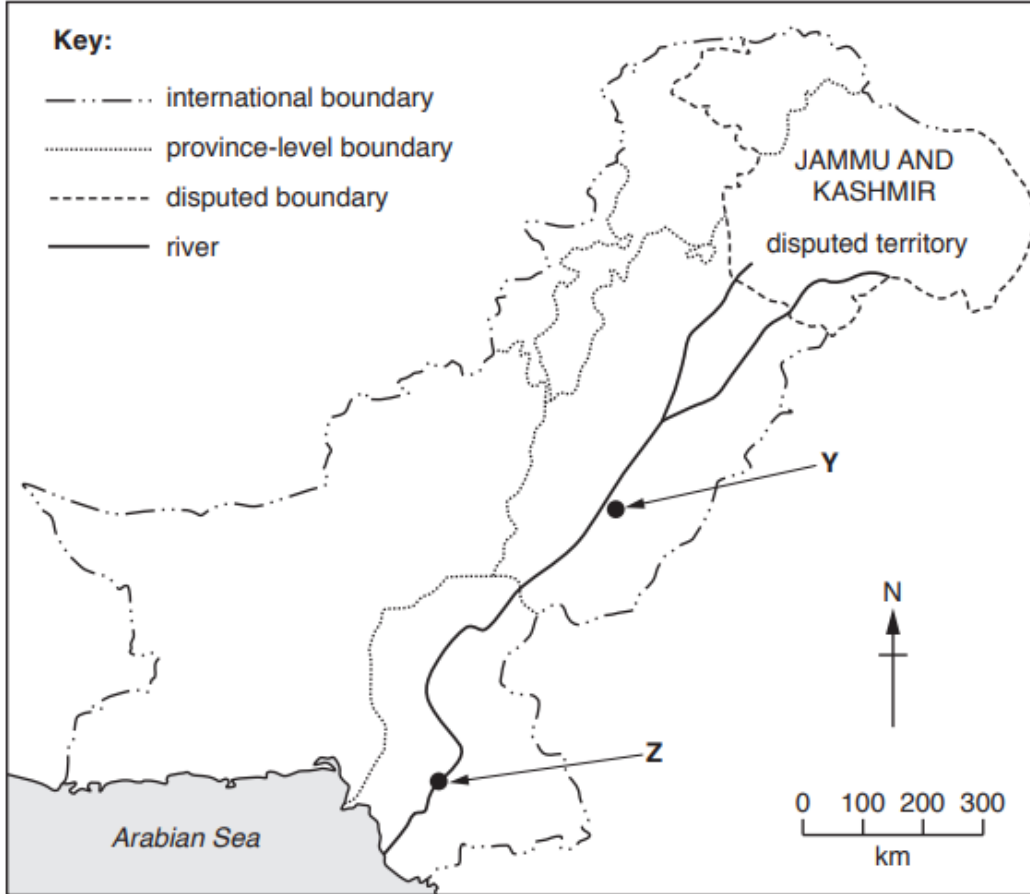 Key:
international boundary
province-level boundary
disputed boundary
river
JAMMU AND
KASHMIR
disputed territory
Y
N
Z
0 100 200 300
km
Arabian Sea